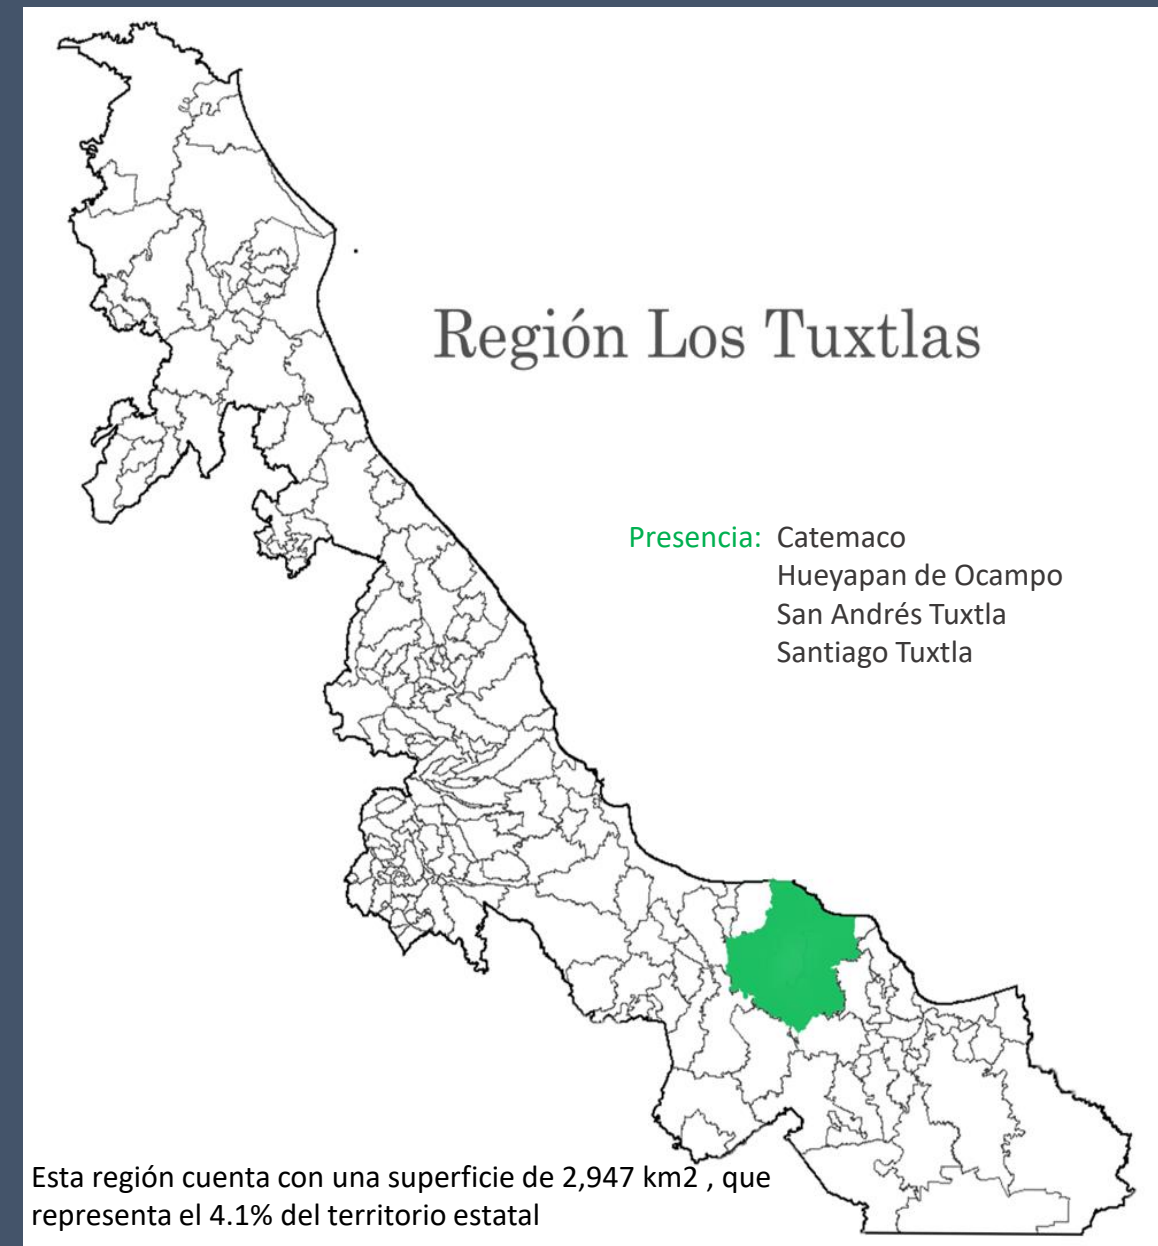 Región Los Tuxtlas
Presencia: Catemaco
Hueyapan de Ocampo
San Andrés Tuxtla
Santiago Tuxtla
Esta región cuenta con una superficie de 2,947 km2 , que
representa el 4.1% del territorio estatal